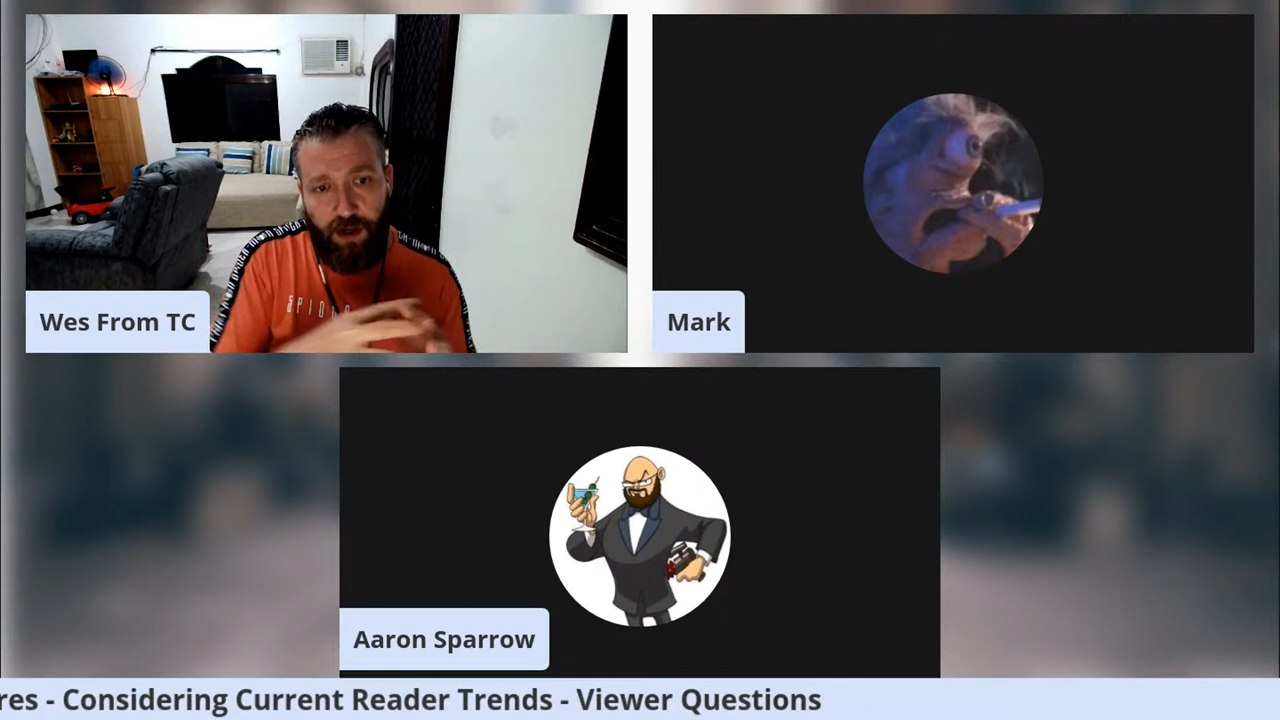 Wes From TC
Mark
Aaron Sparrow
res - Considering Current Reader Trends - Viewer Questions